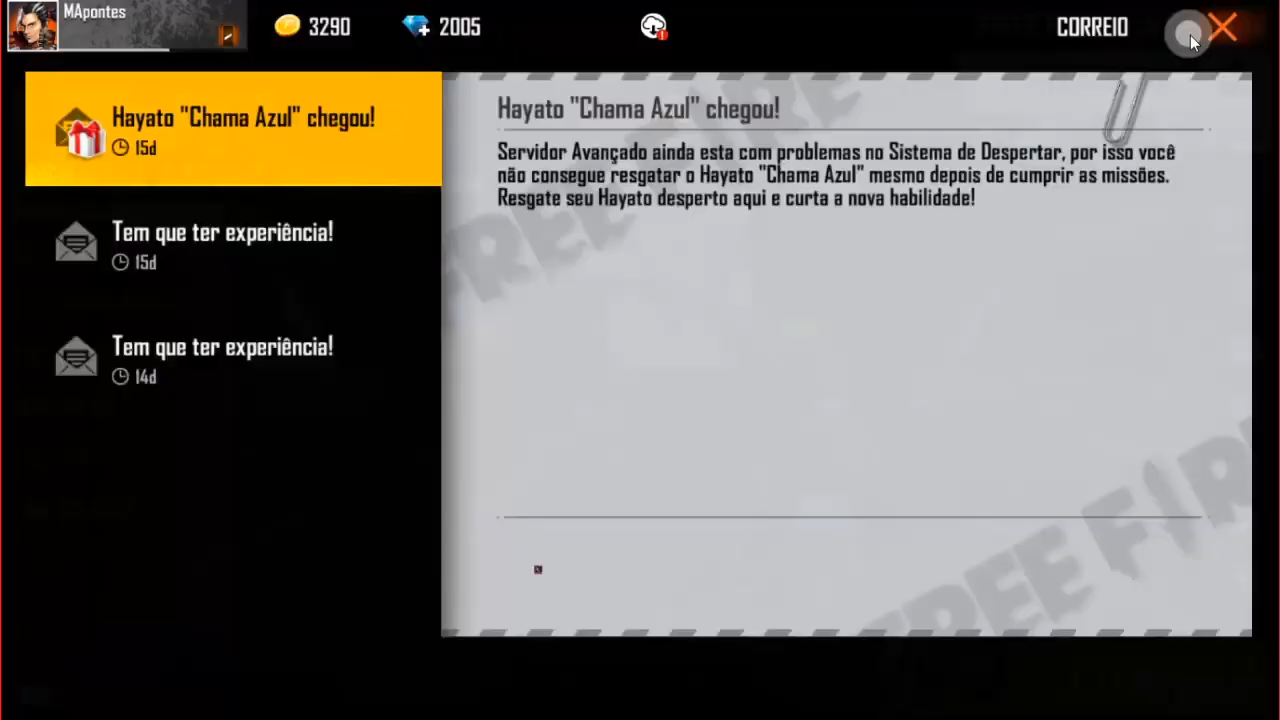 MApontes
3290
2005
CORREIO
Hayato "Chama Azul" chegou!
15d
Tem que ter experiência!
15d
Tem que ter experiência!
14d
Hayato "Chama Azul" chegou!
Servidor Avançado ainda esta com problemas no Sistema de Despertar, por isso você
não consegue resgatar o Hayato "Chama Azul" mesmo depois de cumprir as missões.
Resgate seu Hayato desperto aqui e curta a nova habilidade!
FREE FIRE
FREE FIRE